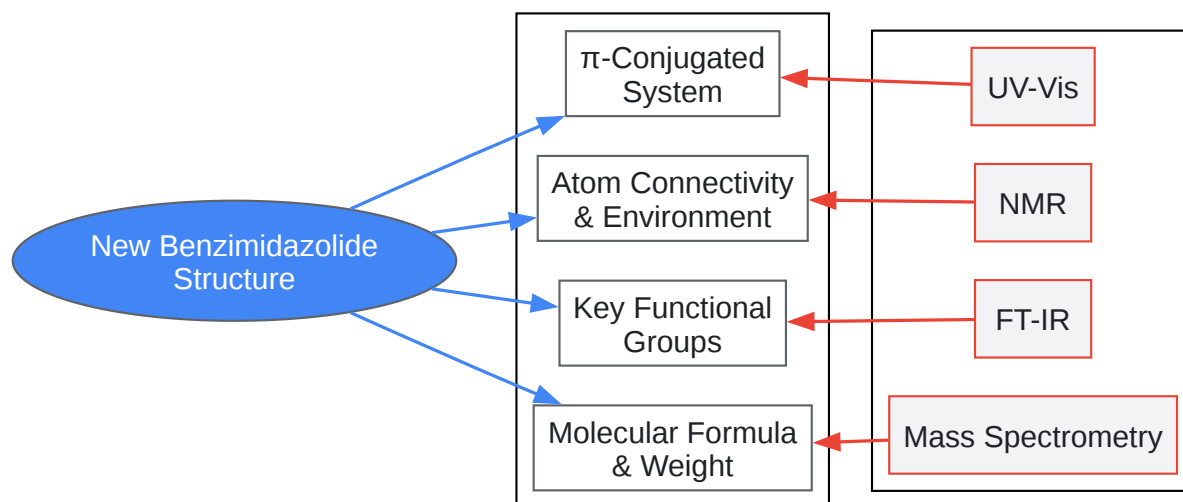 New Benzimidazolide
Structure
π-Conjugated
System
Atom Connectivity
& Environment
Key Functional
Groups
Molecular Formula
& Weight
UV-Vis
NMR
FT-IR
Mass Spectrometry